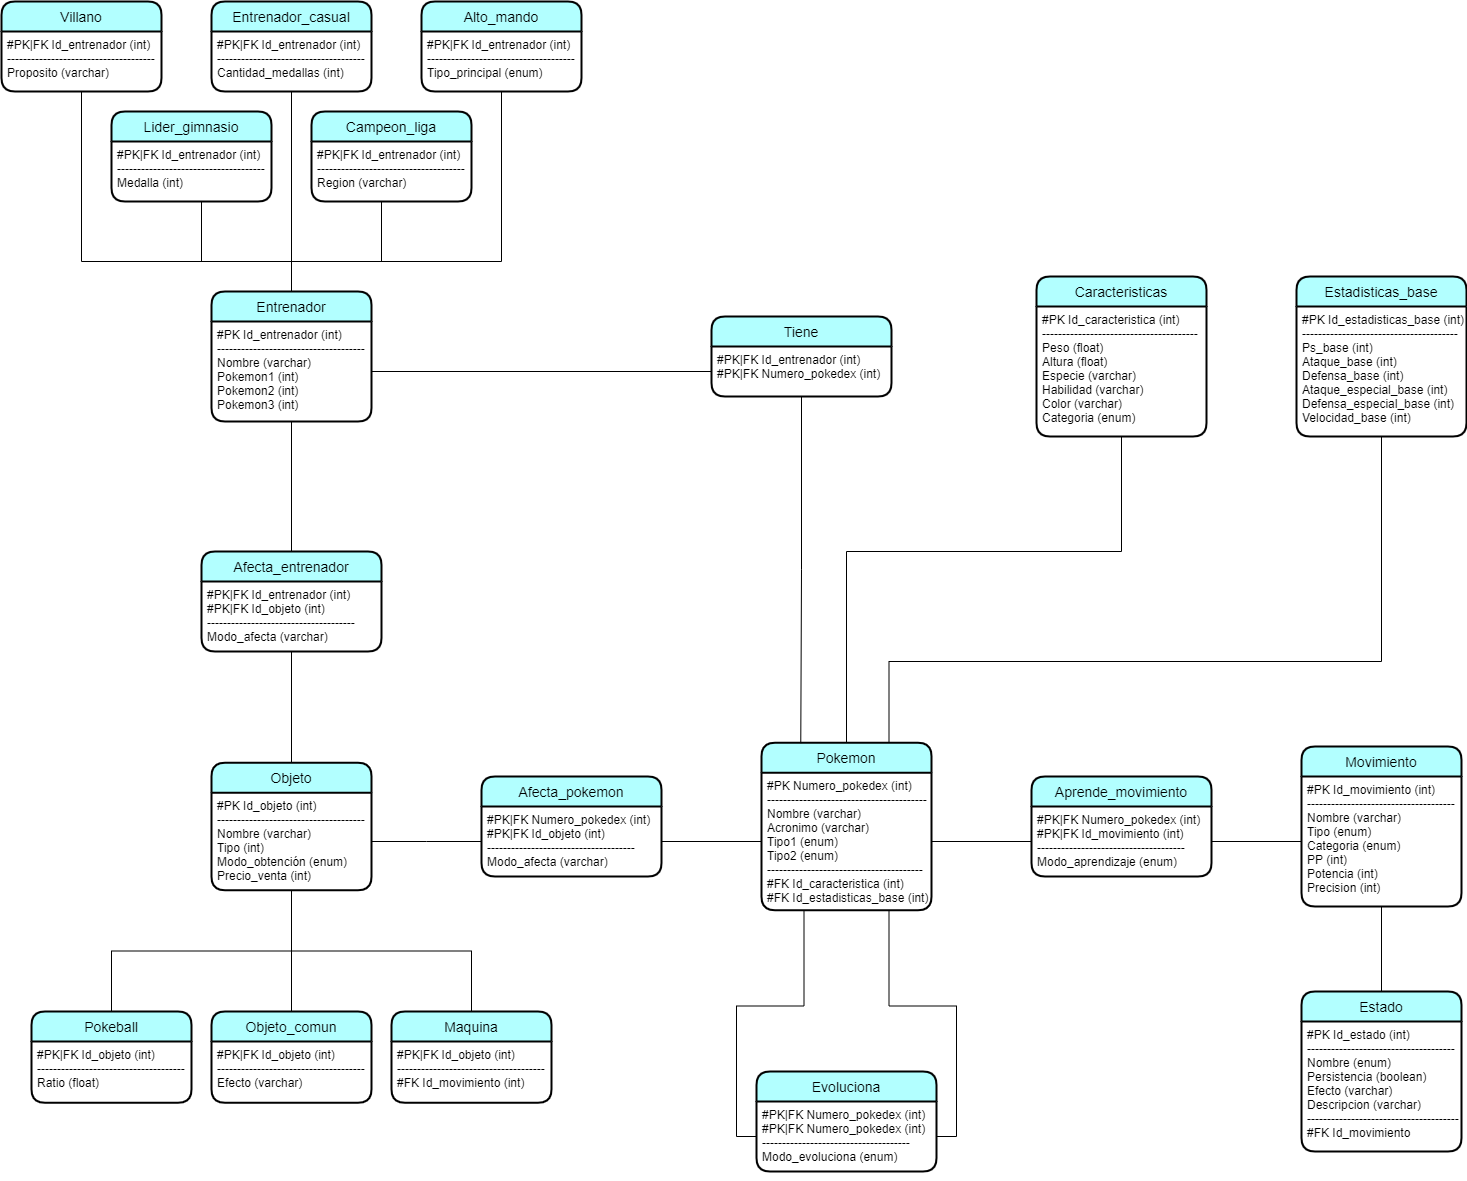 Villano
#PK|FK Id_entrenador (int)
-------------------------------------
Proposito (varchar)
Entrenador_casual
#PK|FK Id_entrenador (int)
-------------------------------------
Cantidad_medallas (int)
Alto_mando
#PK|FK Id_entrenador (int)
-------------------------------------
Tipo_principal (enum)
Lider_gimnasio
#PK|FK Id_entrenador (int)
-------------------------------------
Medalla (int)
Campeon_liga
#PK|FK Id_entrenador (int)
-------------------------------------
Region (varchar)
Entrenador
#PK Id_entrenador (int)
-------------------------------------
Nombre (varchar)
Pokemon1 (int)
Pokemon2 (int)
Pokemon3 (int)
Tiene
#PK|FK Id_entrenador (int)
#PK|FK Numero_pokedex (int)
Caracteristicas
#PK Id_caracteristica (int)
---------------------------------------
Peso (float)
Altura (float)
Especie (varchar)
Habilidad (varchar)
Color (varchar)
Categoria (enum)
Estadisticas_base
#PK Id_estadisticas_base (int)
---------------------------------------
Ps_base (int)
Ataque_base (int)
Defensa_base (int)
Ataque_especial_base (int)
Defensa_especial_base (int)
Velocidad_base (int)
Afecta_entrenador
#PK|FK Id_entrenador (int)
#PK|FK Id_objeto (int)
-------------------------------------
Modo_afecta (varchar)
Objeto
#PK Id_objeto (int)
-------------------------------------
Nombre (varchar)
Tipo (int)
Modo_obtención (enum)
Precio_venta (int)
Afecta_pokemon
#PK|FK Numero_pokedex (int)
#PK|FK Id_objeto (int)
-------------------------------------
Modo_afecta (varchar)
Pokemon
#PK Numero_pokedex (int)
----------------------------------------
Nombre (varchar)
Acronimo (varchar)
Tipo1 (enum)
Tipo2 (enum)
---------------------------------------
#FK Id_caracteristica (int)
#FK Id_estadisticas_base (int)
Aprende_movimiento
#PK|FK Numero_pokedex (int)
#PK|FK Id_movimiento (int)
-------------------------------------
Modo_aprendizaje (enum)
Movimiento
#PK Id_movimiento (int)
-------------------------------------
Nombre (varchar)
Tipo (enum)
Categoria (enum)
PP (int)
Potencia (int)
Precision (int)
Pokeball
#PK|FK Id_objeto (int)
-------------------------------------
Ratio (float)
Objeto_comun
#PK|FK Id_objeto (int)
-------------------------------------
Efecto (varchar)
Maquina
#PK|FK Id_objeto (int)
-------------------------------------
#FK Id_movimiento (int)
Evoluciona
#PK|FK Numero_pokedex (int)
#PK|FK Numero_pokedex (int)
-------------------------------------
Modo_evoluciona (enum)
Estado
#PK Id_estado (int)
-------------------------------------
Nombre (enum)
Persistencia (boolean)
Efecto (varchar)
Descripcion (varchar)
--------------------------------------
#FK Id_movimiento